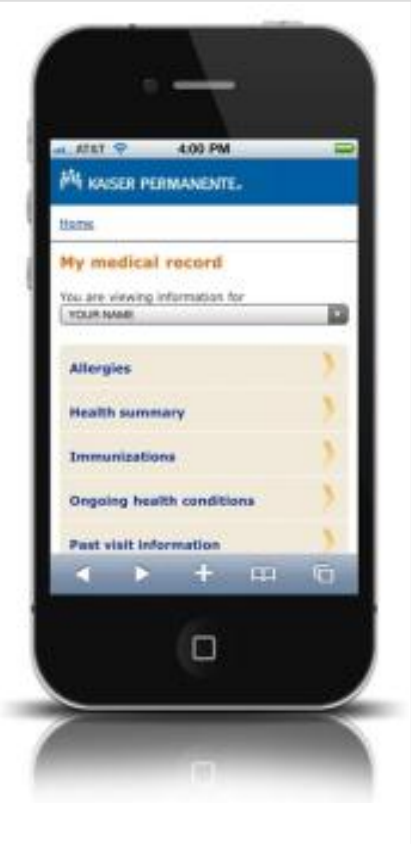 AT&T 4:00 PM
KAISER PERMANENTE®
Home
My medical record
You are viewing information for
YOUR NAME
Allergies
Health summary
Immunizations
Ongoing health conditions
Past visit information